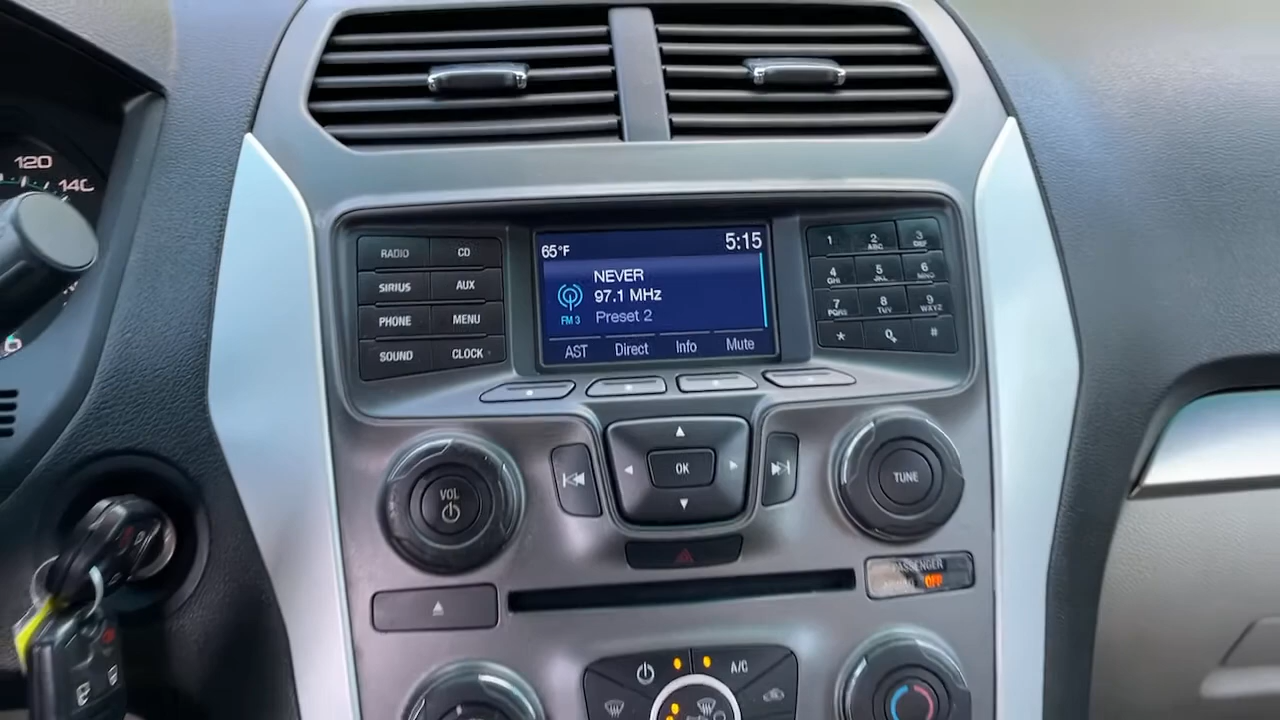 120
140
6
65°F
5:15
NEVER
97.1 MHz
FM 3
Preset 2
AST
Direct
Info
Mute
RADIO
CD
SIRIUS
AUX
PHONE
MENU
SOUND
CLOCK
1
2 ABC
3 DEF
4 GHI
5 JKL
6 MNO
7 PQRS
8 TUV
9 WXYZ
*
0
#
OK
VOL
TUNE
PASSENGER
AIRBAG OFF
A/C